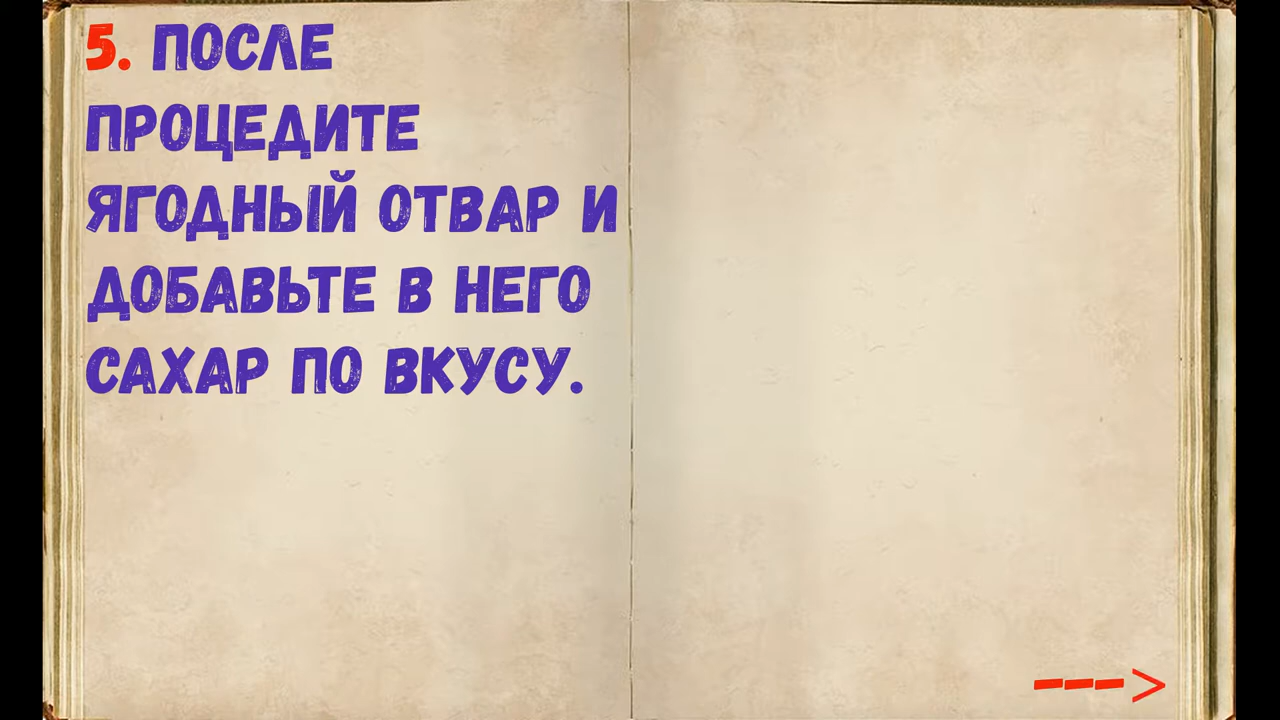 5. ПОСЛЕ
ПРОЦЕДИТЕ
ЯГОДНЫЙ ОТВАР И
ДОБАВЬТЕ В НЕГО
САХАР ПО ВКУСУ.
--->